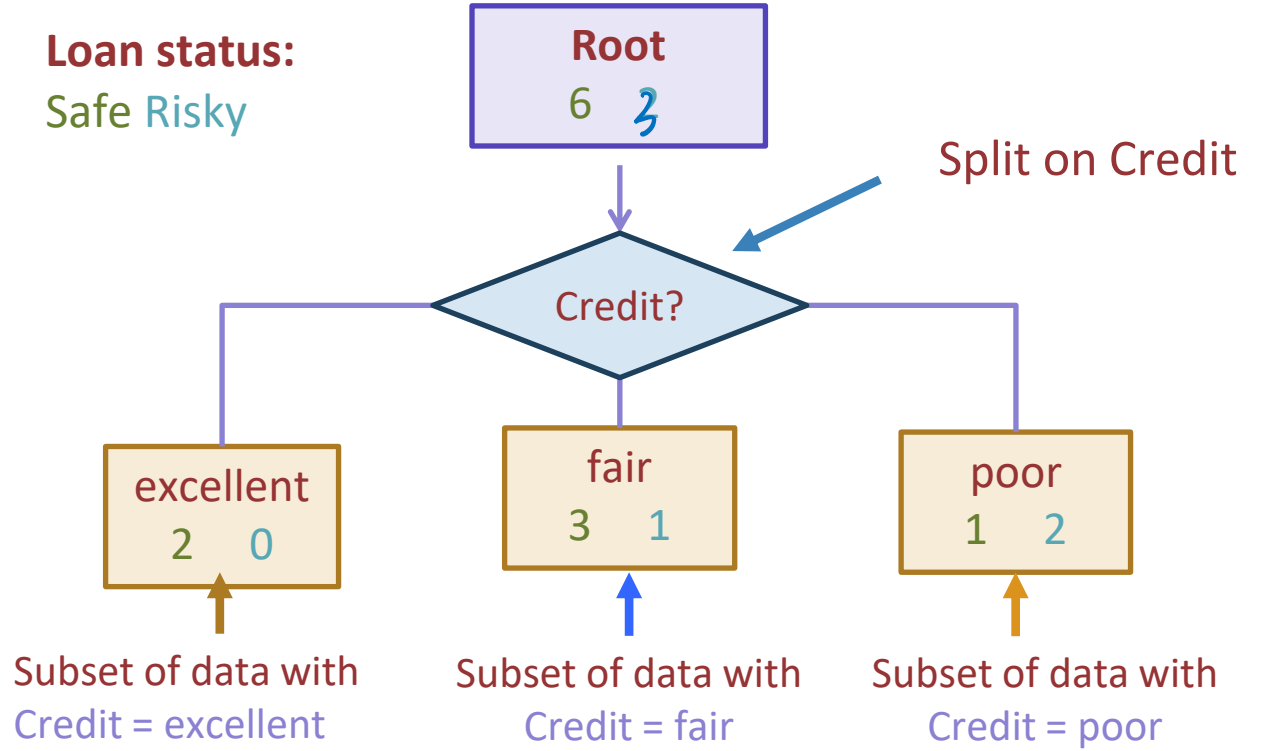 Loan status:
Safe Risky
Root
6 3
Split on Credit
Credit?
excellent
2 0
fair
3 1
poor
1 2
Subset of data with
Credit = excellent
Subset of data with
Credit = fair
Subset of data with
Credit = poor